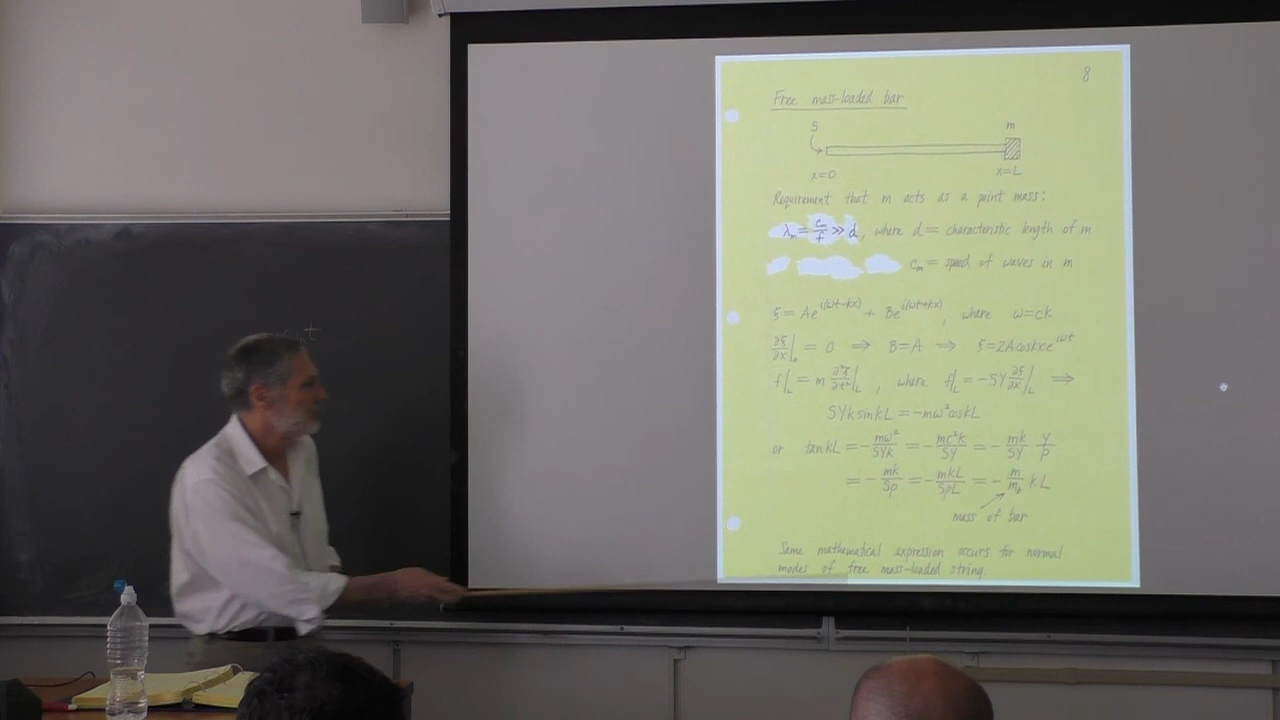 8
Free mass-loaded bar
S m
x=0 x=L
Requirement that m acts as a point mass:
λₘ = cₘ/f ≫ d, where d = characteristic length of m
cₘ = speed of waves in m
ξ = Ae^{i(ωt-kx)} + Be^{i(ωt+kx)}, where ω=ck
∂ξ/∂x|₀ = 0 ⇒ B=A ⇒ ξ=2A cos kx e^{iωt}
f|_L = m ∂²ξ/∂t²|_L, where f|_L = -SY ∂ξ/∂x|_L ⇒
SYk sin kL = -mω² cos kL
or tan kL = -mω²/SYk = -mc²k/SY = -mk/SY Y/ρ
= -mk/Sρ = -mkL/SρL = -m/m_b kL
mass of bar
Same mathematical expression occurs for normal
modes of free mass-loaded string.